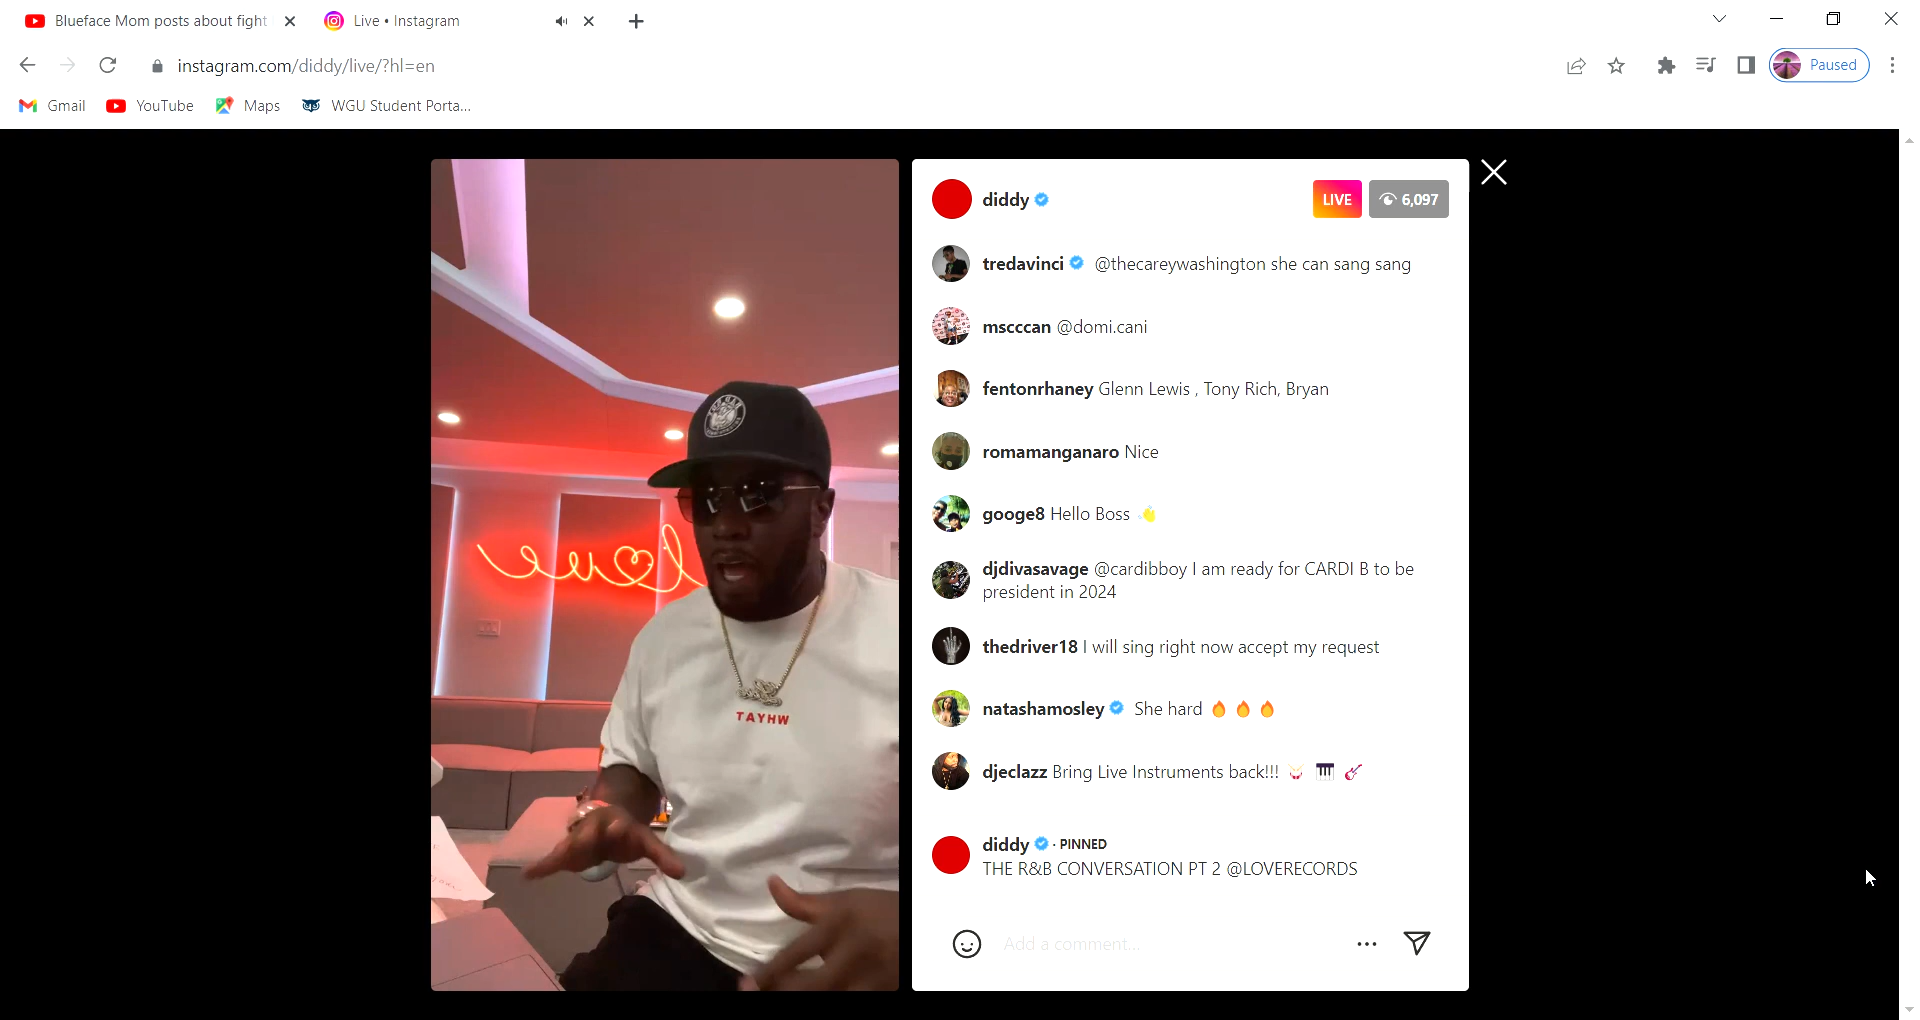 Blueface Mom posts about fight
Live • Instagram
instagram.com/diddy/live/?hl=en
Paused
Gmail
YouTube
Maps
WGU Student Porta...
diddy
LIVE
6,097
tredavinci @thecareywashington she can sang sang
mscccan @domi.cani
fentonrhaney Glenn Lewis , Tony Rich, Bryan
romamanganaro Nice
googe8 Hello Boss 👋
djdivasavage @cardibboy I am ready for CARDI B to be
president in 2024
thedriver18 I will sing right now accept my request
natashamosley She hard 🔥 🔥 🔥
djeclazz Bring Live Instruments back!!! 🥁 🎹 🎸
diddy · PINNED
THE R&B CONVERSATION PT 2 @LOVERECORDS
Add a comment...
love
TAYHW